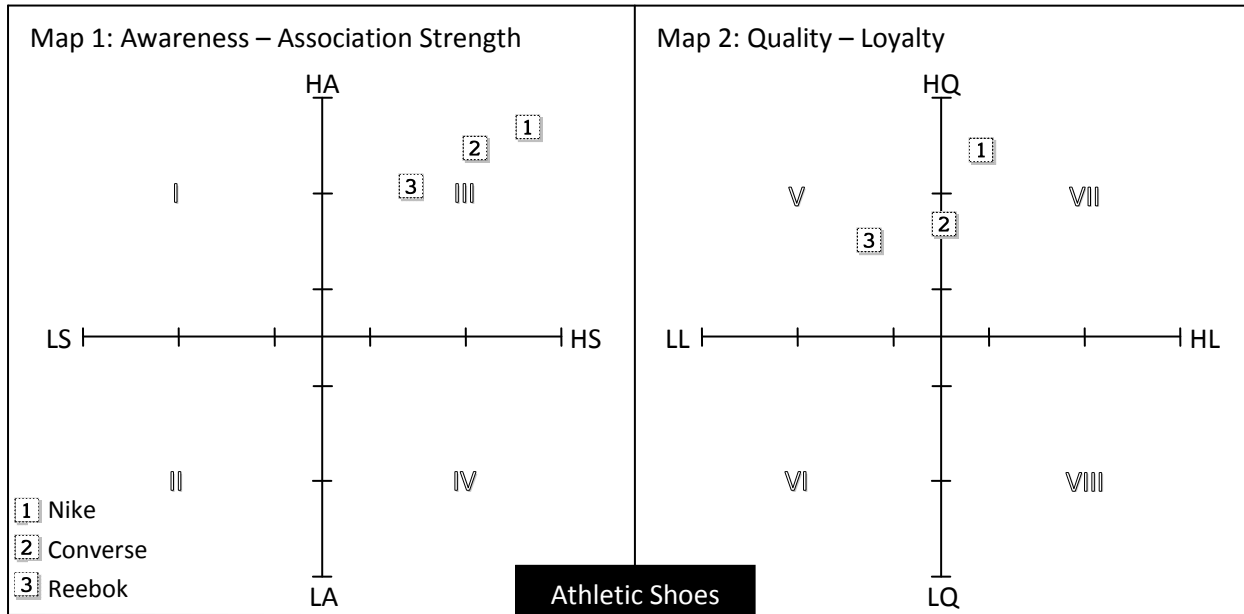 Map 1: Awareness – Association Strength
HA
1
2
3
I
III
LS
HS
II
IV
1 Nike
2 Converse
3 Reebok
LA
Map 2: Quality – Loyalty
HQ
1
V
VII
2
3
LL
HL
VI
VIII
LQ
Athletic Shoes